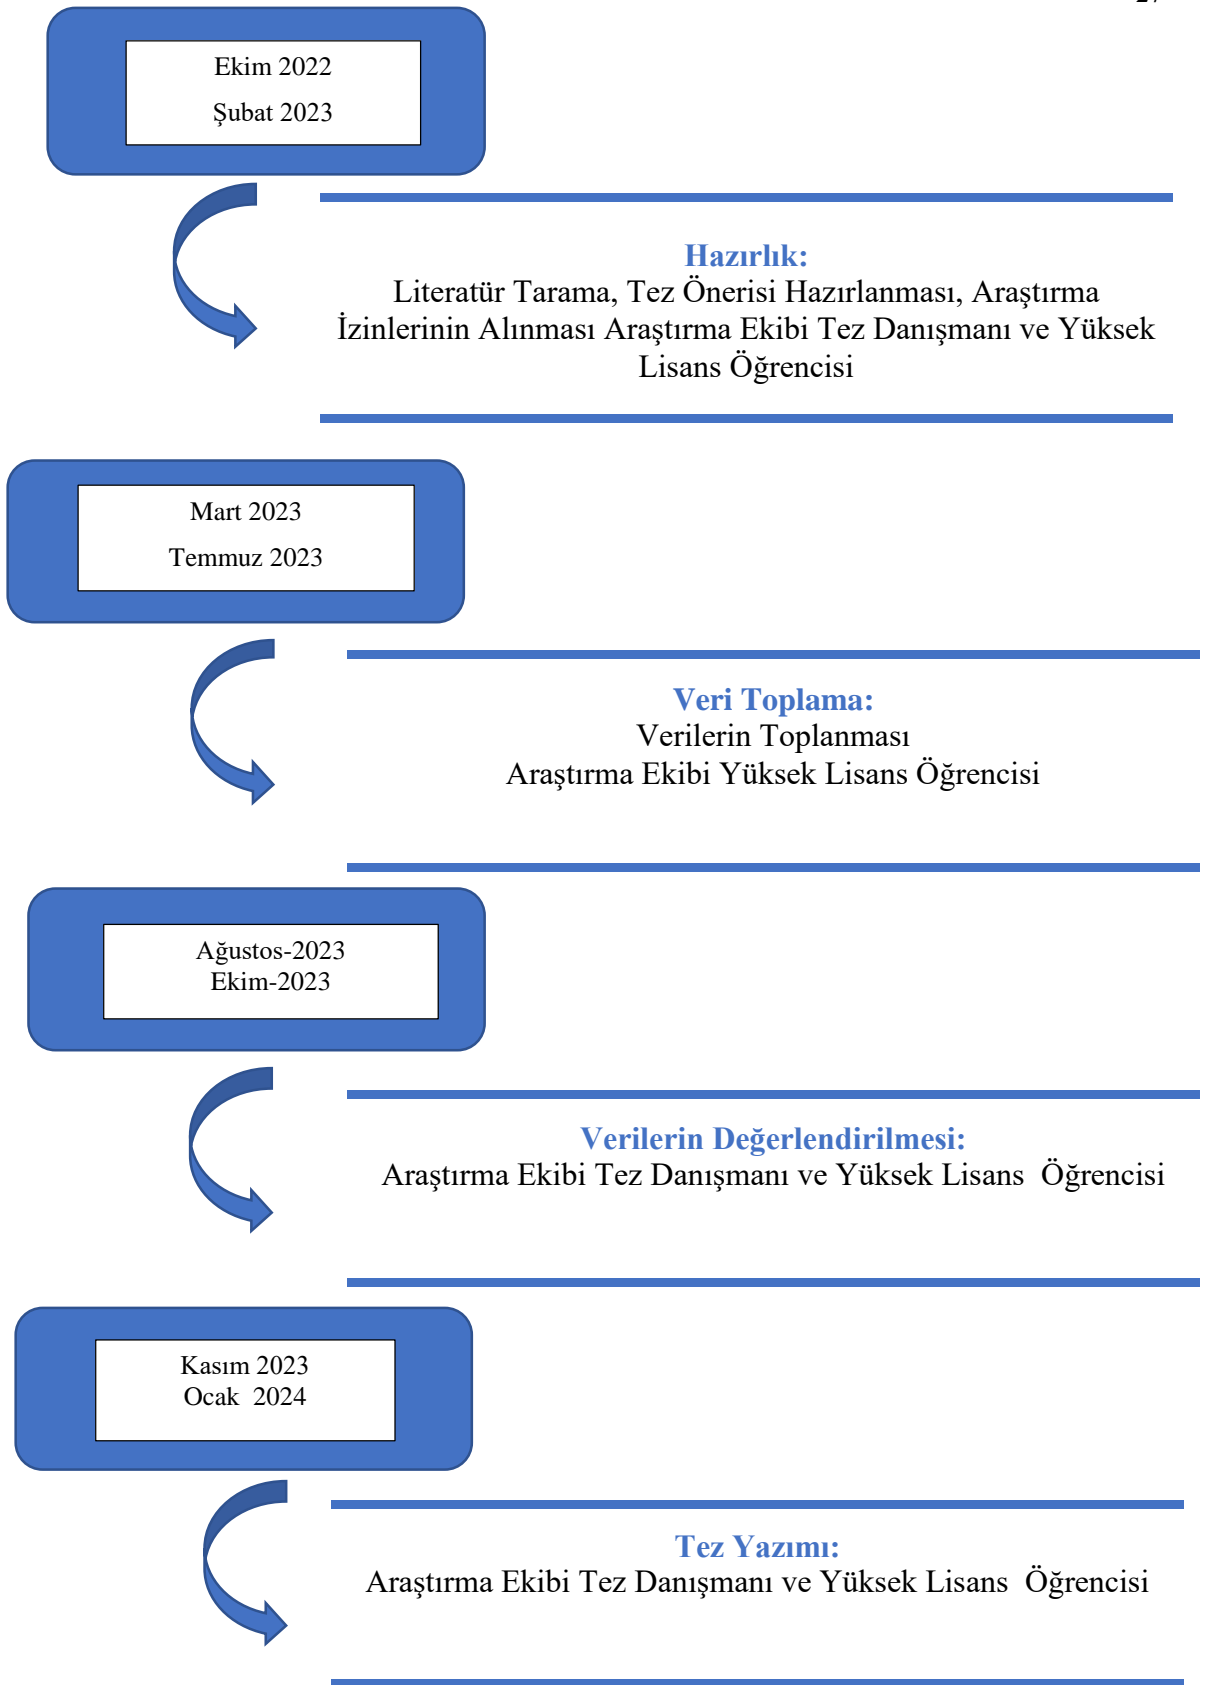 Ekim 2022
Şubat 2023
Hazırlık:
Literatür Tarama, Tez Önerisi Hazırlanması, Araştırma
İzinlerinin Alınması Araştırma Ekibi Tez Danışmanı ve Yüksek
Lisans Öğrencisi
Mart 2023
Temmuz 2023
Veri Toplama:
Verilerin Toplanması
Araştırma Ekibi Yüksek Lisans Öğrencisi
Ağustos-2023
Ekim-2023
Verilerin Değerlendirilmesi:
Araştırma Ekibi Tez Danışmanı ve Yüksek Lisans  Öğrencisi
Kasım 2023
Ocak  2024
Tez Yazımı:
Araştırma Ekibi Tez Danışmanı ve Yüksek Lisans  Öğrencisi